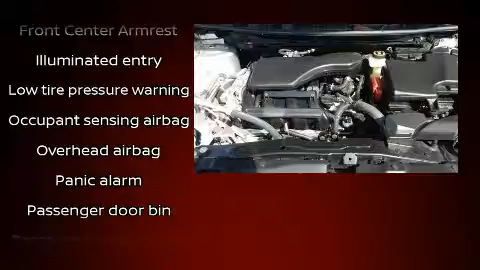 Front Center Armrest
Illuminated entry
Low tire pressure warning
Occupant sensing airbag
Overhead airbag
Panic alarm
Passenger door bin